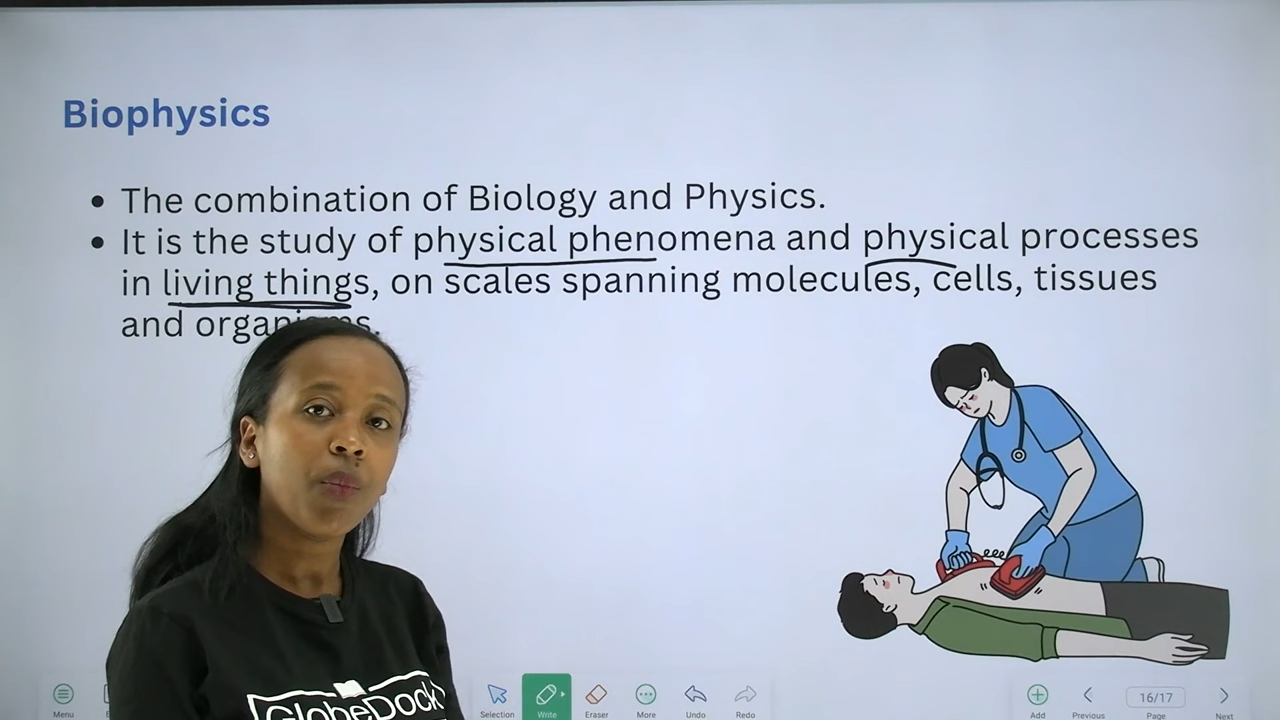 Biophysics
• The combination of Biology and Physics.
• It is the study of physical phenomena and physical processes
in living things, on scales spanning molecules, cells, tissues
and organisms.
GlobeDock
Menu
Selection
Write
Eraser
More
Undo
Redo
Add
Previous
16/17
Page
Next